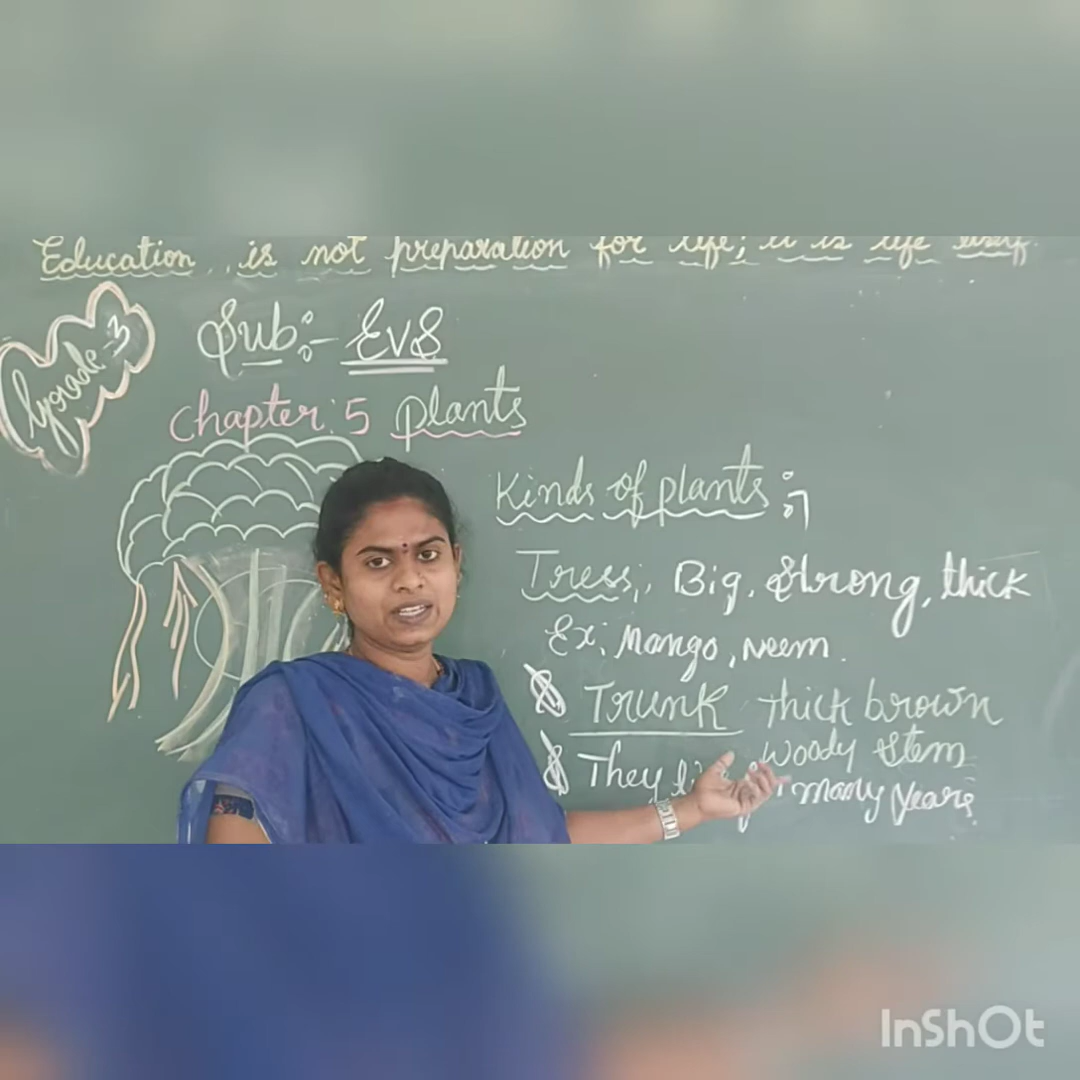 Education is not preparation for life; it is life itself.
Grade-3
Sub:- EVS
Chapter: 5 Plants
Kinds of plants :-
Tress; Big, Strong, thick
Ex: Mango, Neem.
Trunk thick brown
woody stem
They many years.
InShOt